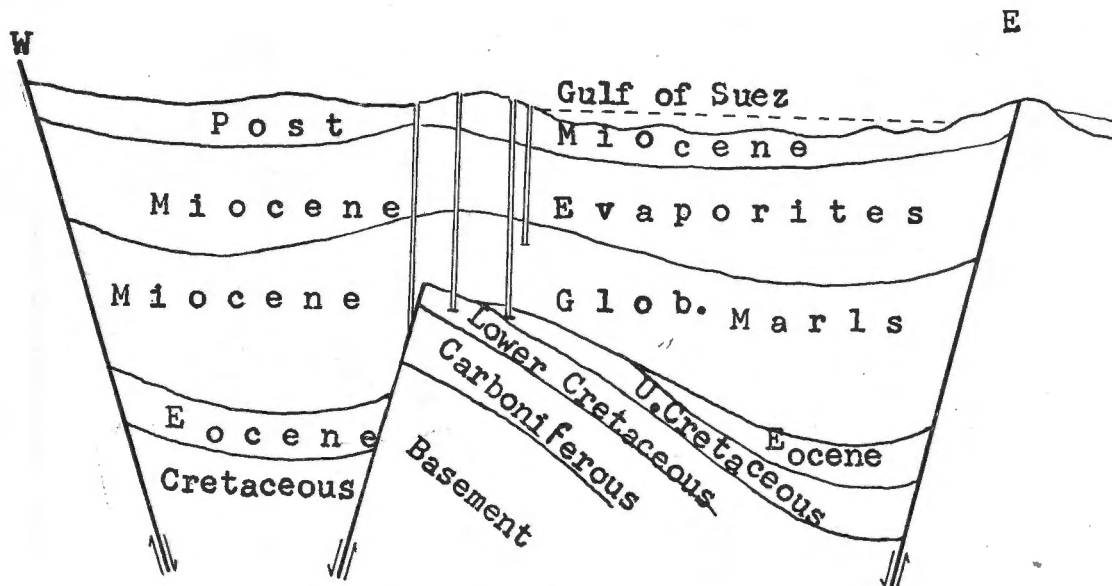 W
E
Gulf of Suez
Post Miocene
Miocene Evaporites
Miocene Glob. Marls
Lower Cretaceous
U.Cretaceous
Carboniferous
Eocene
Eocene
Cretaceous
Basement